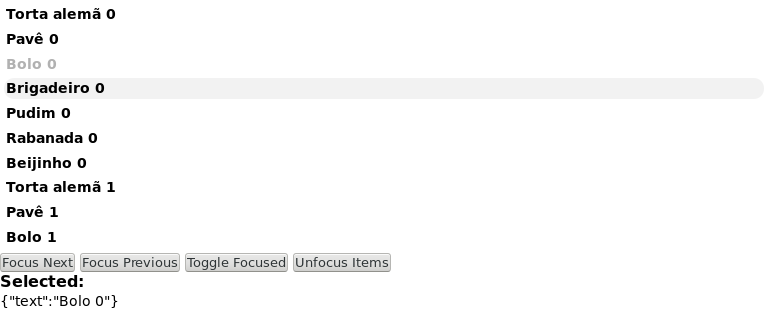 Torta alemã 0
Pavê 0
Bolo 0
Brigadeiro 0
Pudim 0
Rabanada 0
Beijinho 0
Torta alemã 1
Pavê 1
Bolo 1
Focus Next Focus Previous Toggle Focused Unfocus Items
Selected:
{"text":"Bolo 0"}